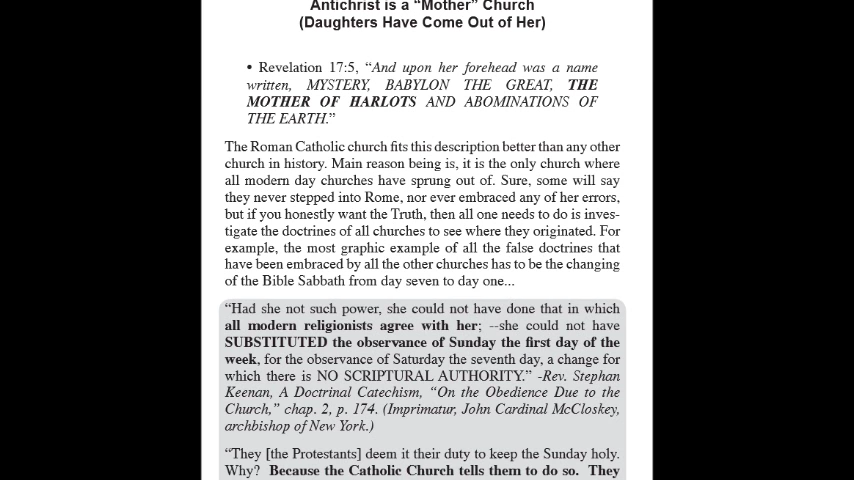 Antichrist is a “Mother” Church
(Daughters Have Come Out of Her)
• Revelation 17:5, “And upon her forehead was a name
written, MYSTERY, BABYLON THE GREAT, THE
MOTHER OF HARLOTS AND ABOMINATIONS OF
THE EARTH.”
The Roman Catholic church fits this description better than any other
church in history. Main reason being is, it is the only church where
all modern day churches have sprung out of. Sure, some will say
they never stepped into Rome, nor ever embraced any of her errors,
but if you honestly want the Truth, then all one needs to do is inves-
tigate the doctrines of all churches to see where they originated. For
example, the most graphic example of all the false doctrines that
have been embraced by all the other churches has to be the changing
of the Bible Sabbath from day seven to day one...
“Had she not such power, she could not have done that in which
all modern religionists agree with her; --she could not have
SUBSTITUTED the observance of Sunday the first day of the
week, for the observance of Saturday the seventh day, a change for
which there is NO SCRIPTURAL AUTHORITY.” -Rev. Stephan
Keenan, A Doctrinal Catechism, “On the Obedience Due to the
Church,” chap. 2, p. 174. (Imprimatur, John Cardinal McCloskey,
archbishop of New York.)
“They [the Protestants] deem it their duty to keep the Sunday holy.
Why? Because the Catholic Church tells them to do so. They